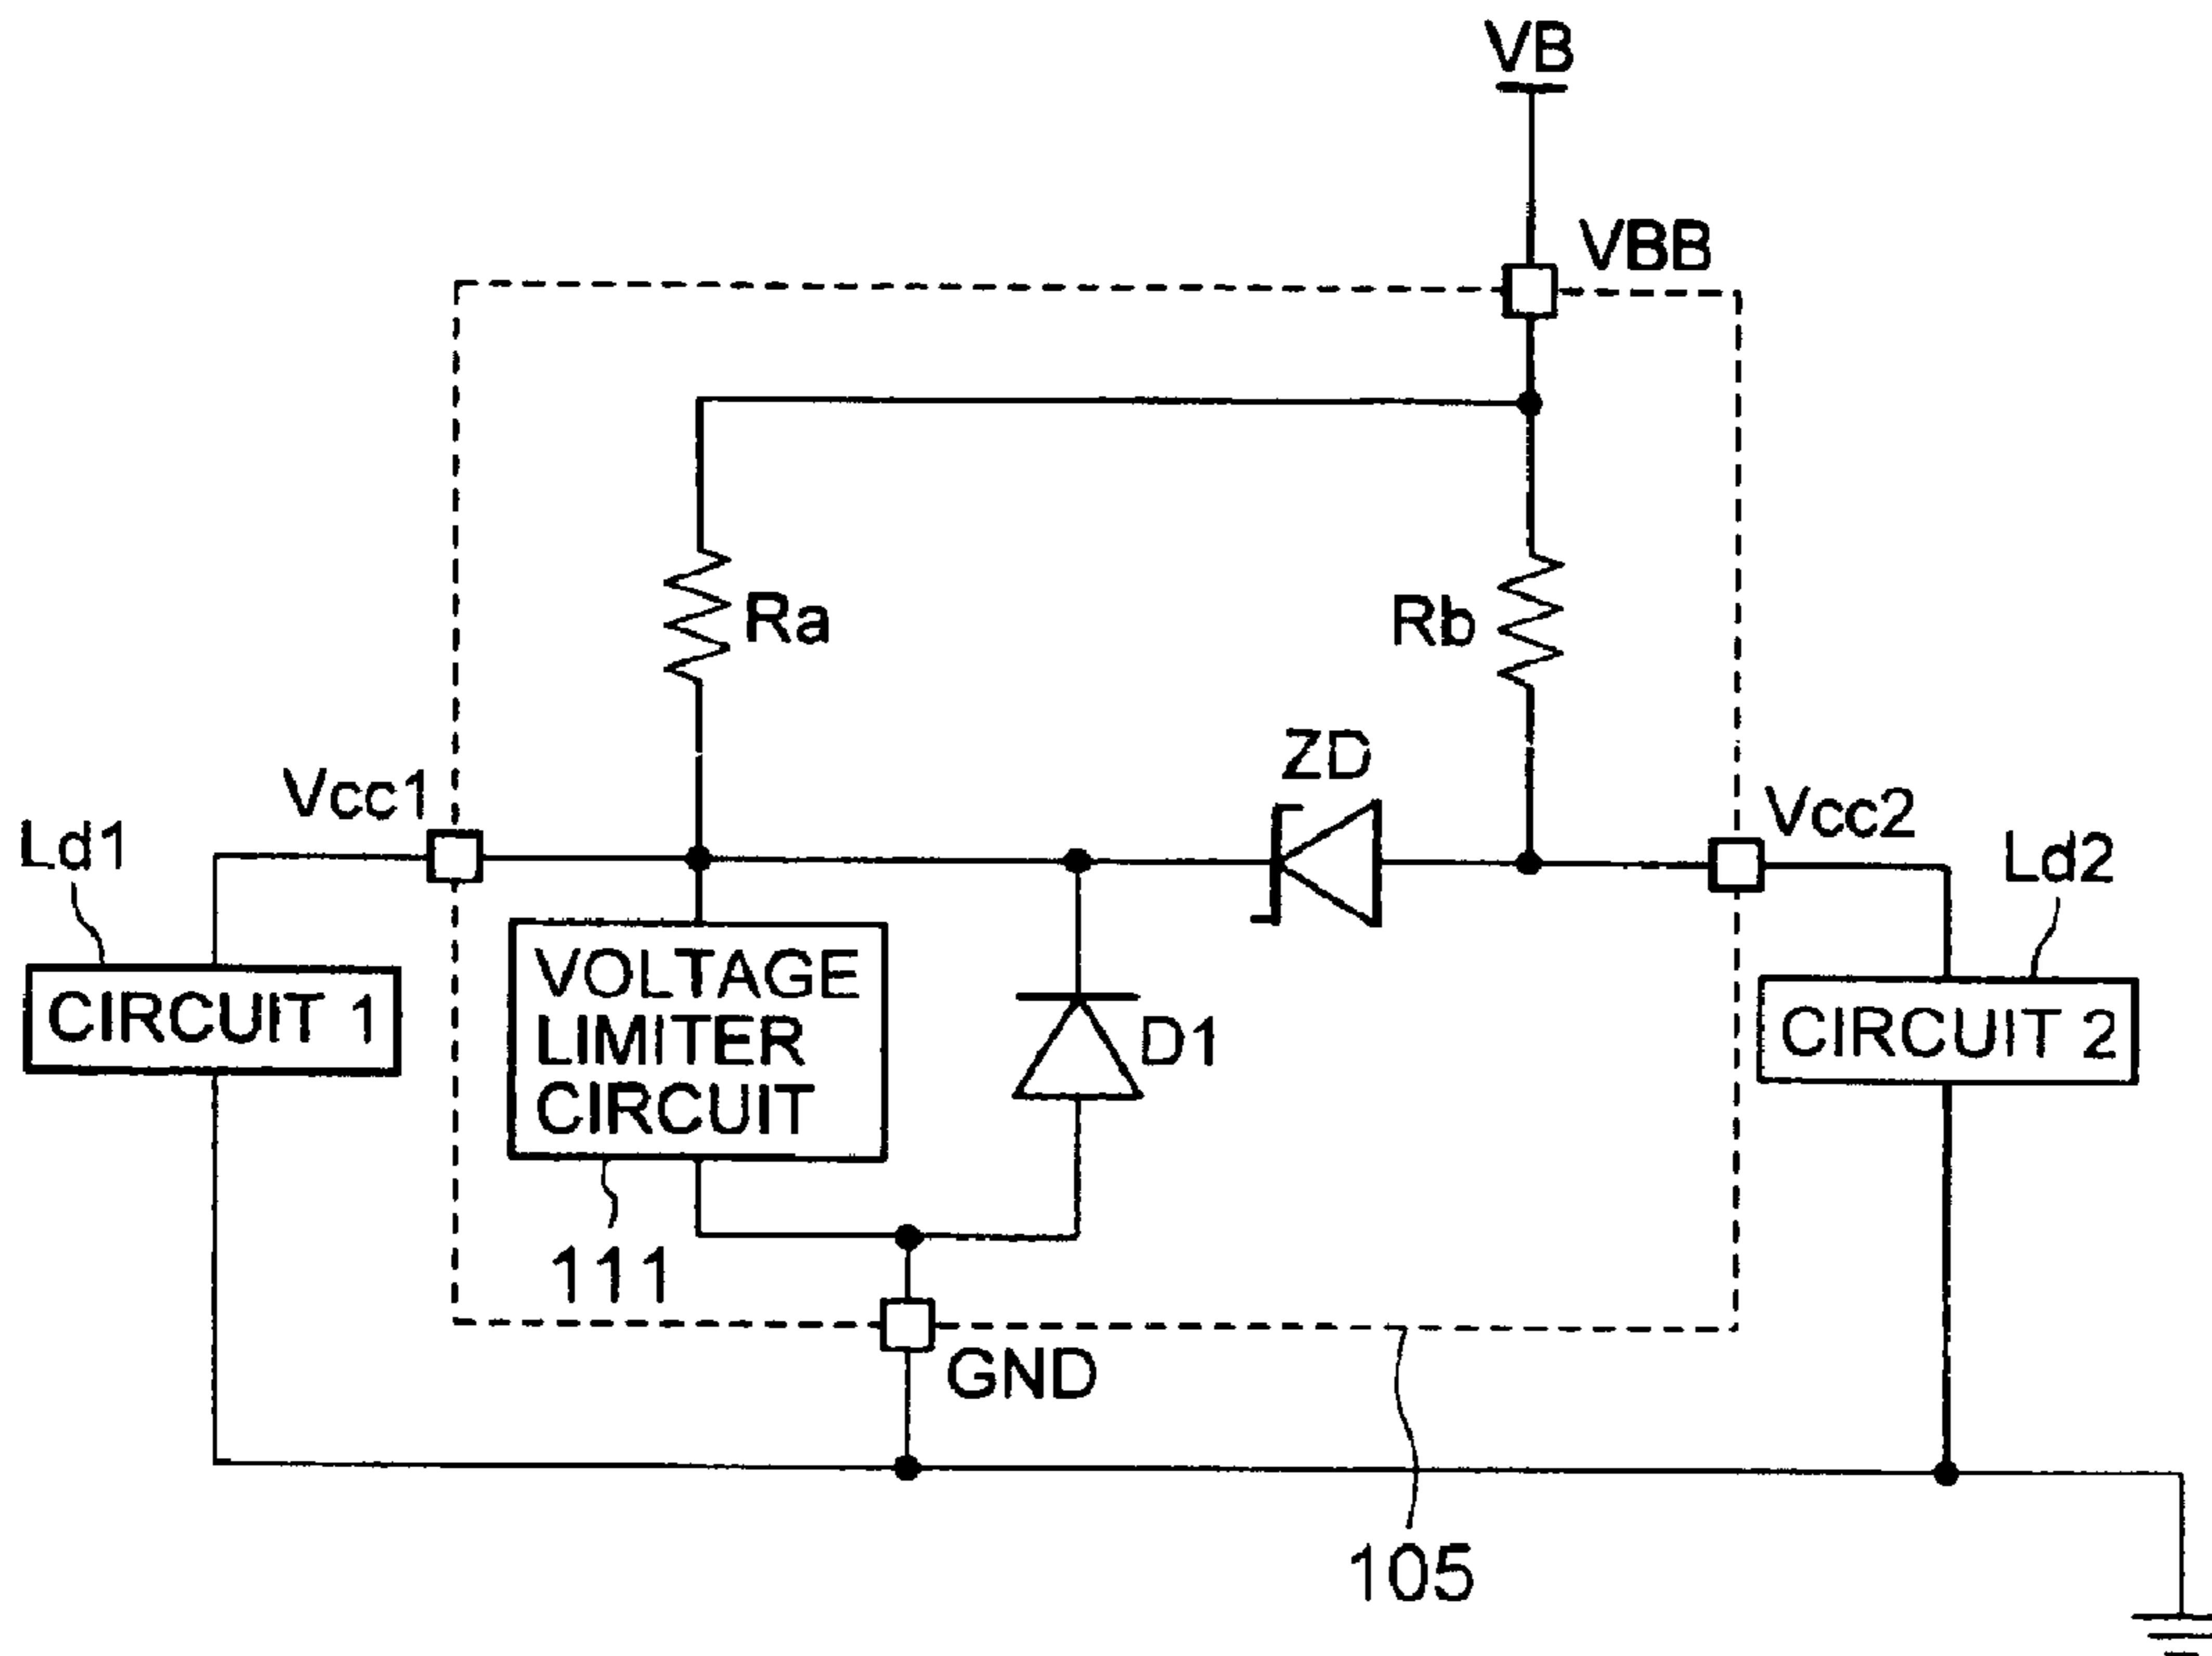 VB
VBB
Ra
Rb
ZD
Vcc1
Vcc2
Ld1
Ld2
CIRCUIT 1
VOLTAGE
LIMITER
CIRCUIT
D1
CIRCUIT 2
111
GND
105